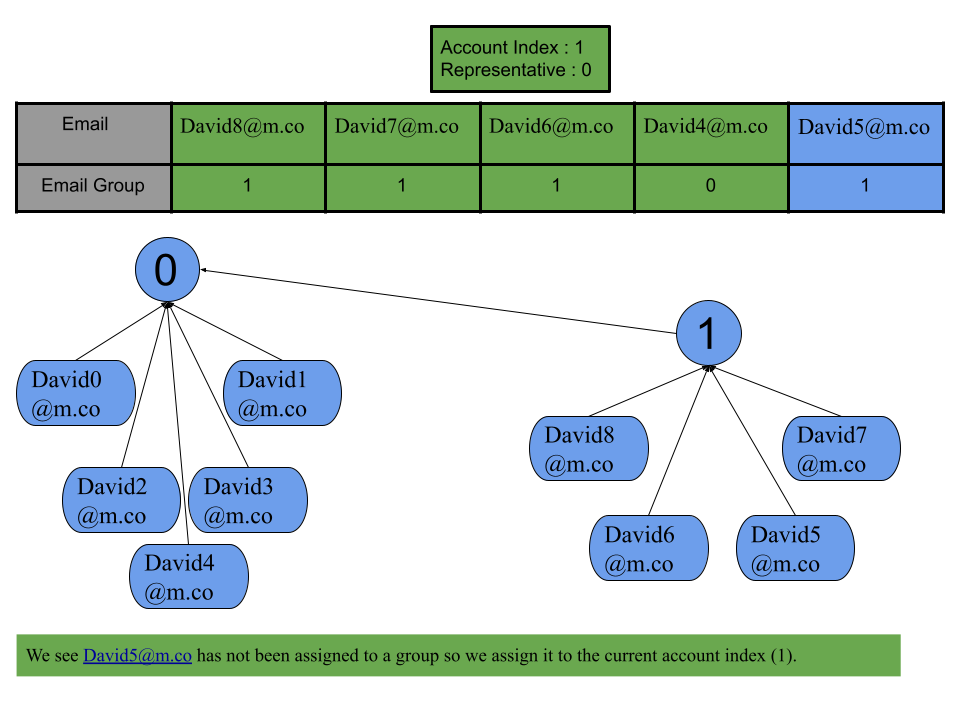 Account Index : 1
Representative : 0
Email David8@m.co David7@m.co David6@m.co David4@m.co David5@m.co
Email Group 1 1 1 0 1
0
1
David0
@m.co
David1
@m.co
David2
@m.co
David3
@m.co
David4
@m.co
David8
@m.co
David7
@m.co
David6
@m.co
David5
@m.co
We see David5@m.co has not been assigned to a group so we assign it to the current account index (1).